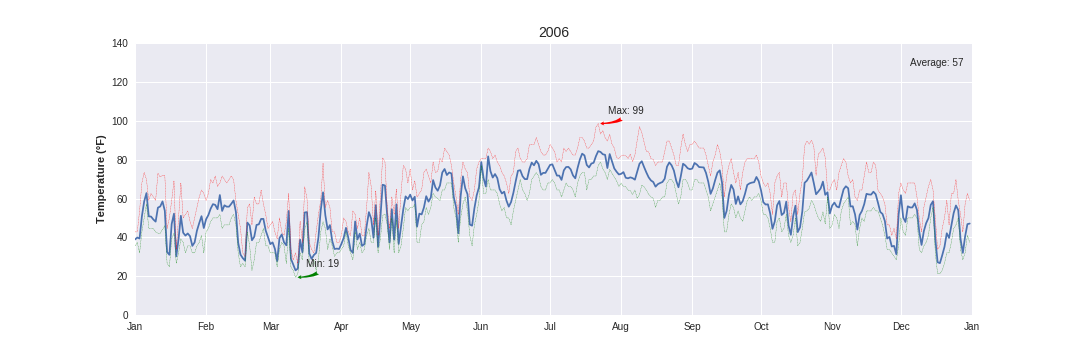 2006
140
Average: 57
120
100
Max: 99
80
60
40
Min: 19
20
0
Temperature (°F)
Jan Feb Mar Apr May Jun Jul Aug Sep Oct Nov Dec Jan